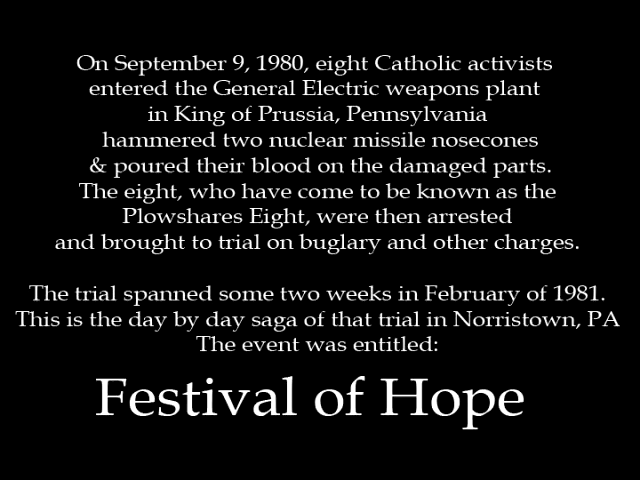 On September 9, 1980, eight Catholic activists
entered the General Electric weapons plant
in King of Prussia, Pennsylvania
hammered two nuclear missile nosecones
& poured their blood on the damaged parts.
The eight, who have come to be known as the
Plowshares Eight, were then arrested
and brought to trial on buglary and other charges.
The trial spanned some two weeks in February of 1981.
This is the day by day saga of that trial in Norristown, PA
The event was entitled:
Festival of Hope